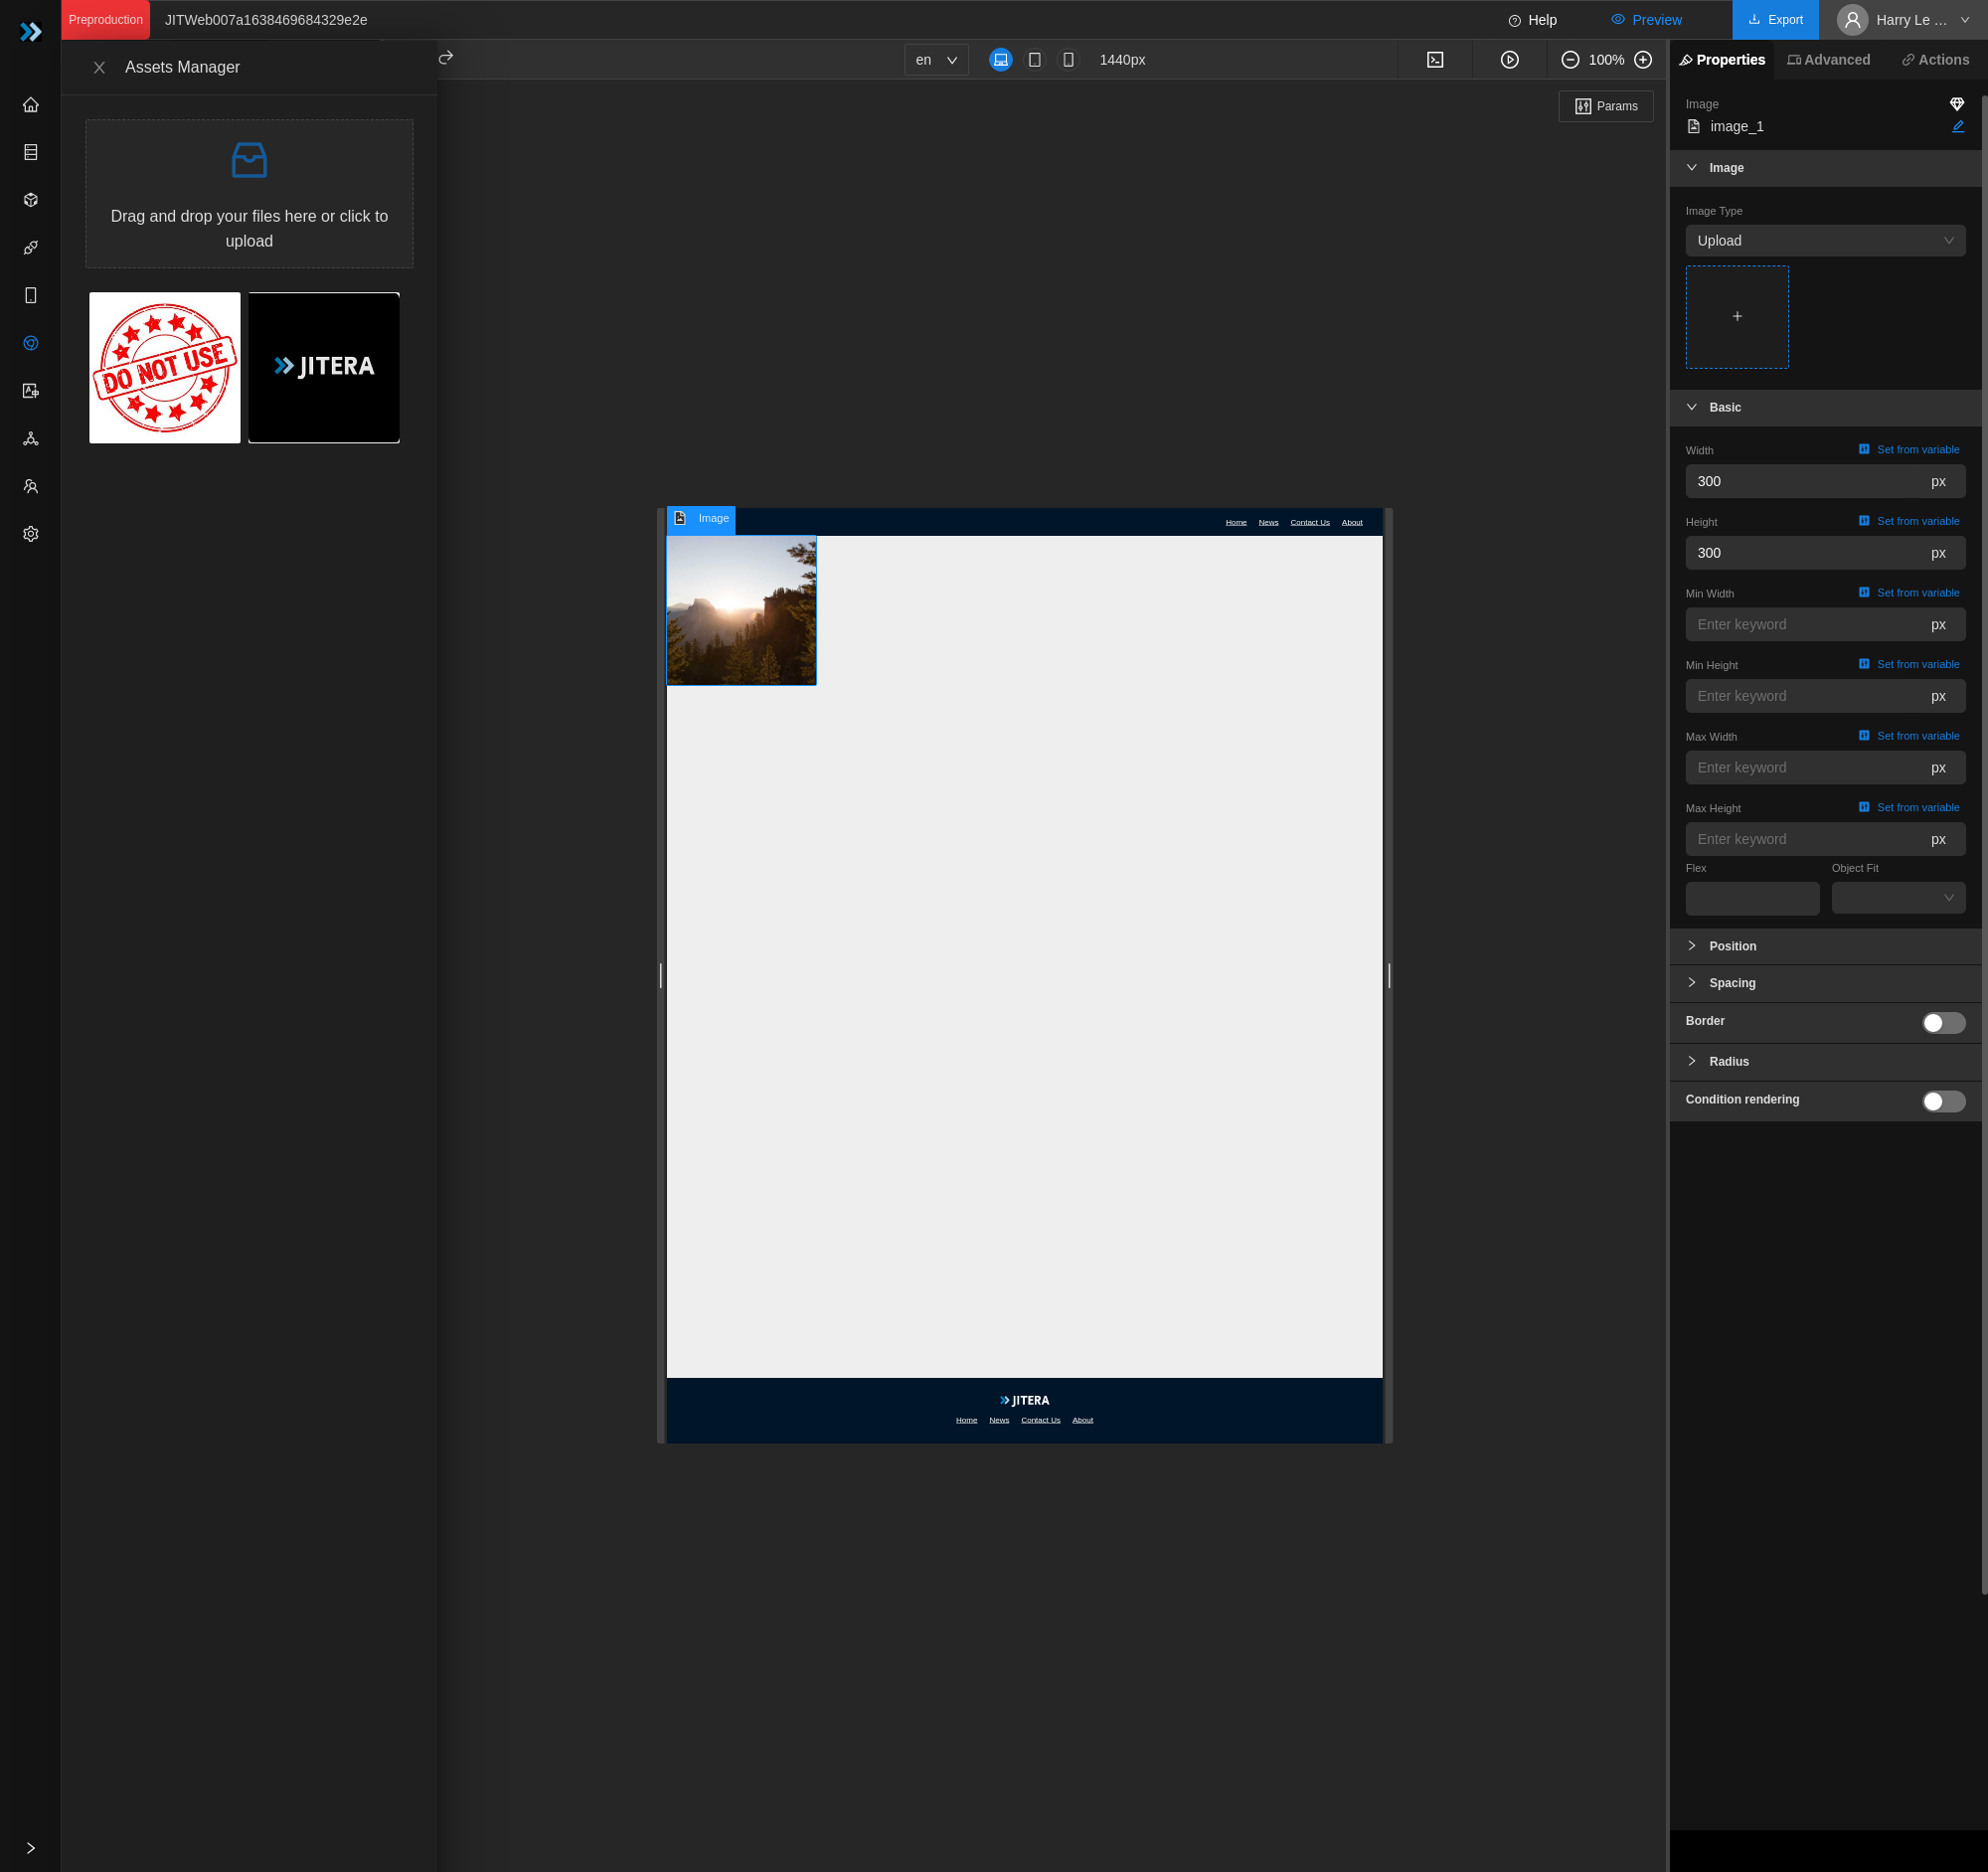 Preproduction
JITWeb007a1638469684329e2e
Help
Preview
Export
Harry Le ...
Assets Manager
en
1440px
100%
Properties
Advanced
Actions
Drag and drop your files here or click to
upload
DO NOT USE
JITERA
Params
Image
Home
News
Contact Us
About
JITERA
Home
News
Contact Us
About
Image
image_1
Image
Image Type
Upload
Basic
Width
Set from variable
300
px
Height
Set from variable
300
px
Min Width
Set from variable
Enter keyword
px
Min Height
Set from variable
Enter keyword
px
Max Width
Set from variable
Enter keyword
px
Max Height
Set from variable
Enter keyword
px
Flex
Object Fit
Position
Spacing
Border
Radius
Condition rendering